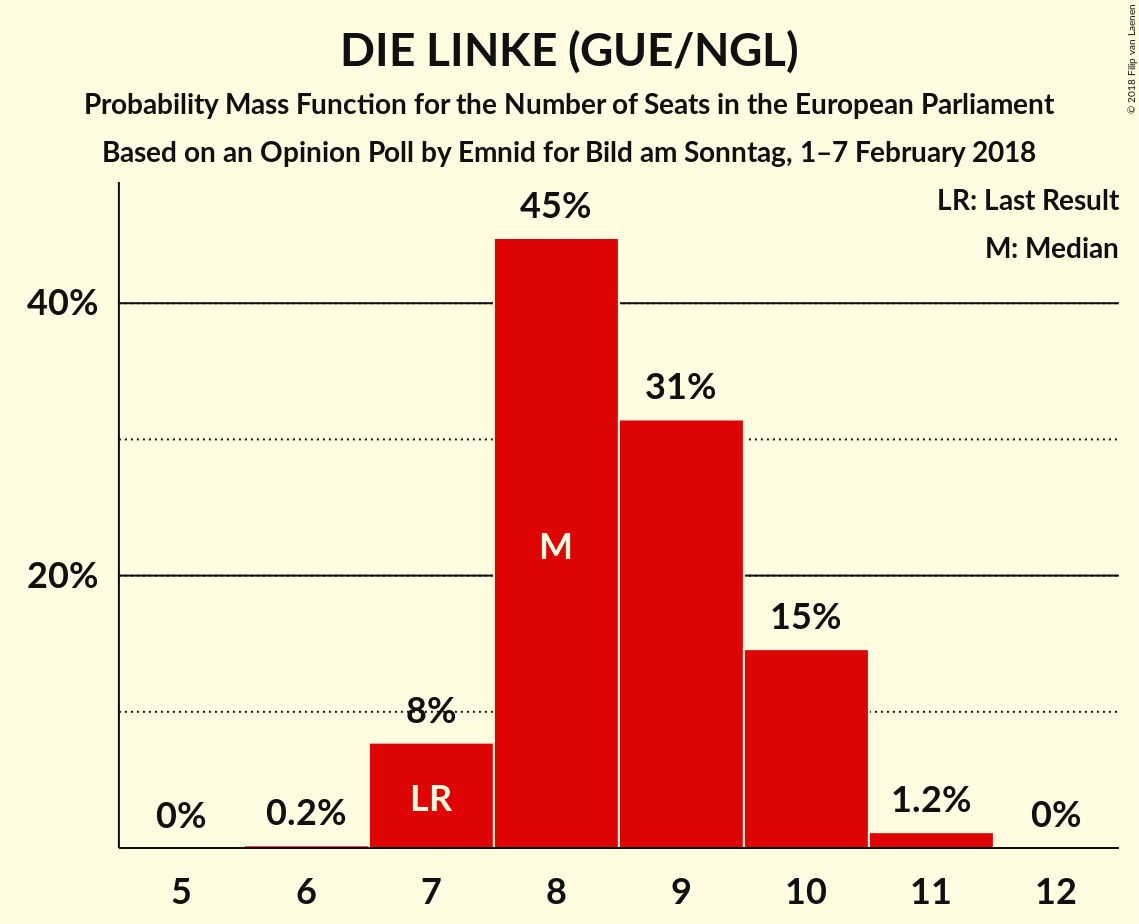 DIE LINKE (GUE/NGL)
Probability Mass Function for the Number of Seats in the European Parliament
Based on an Opinion Poll by Emnid for Bild am Sonntag, 1–7 February 2018
© 2018 Filip van Laenen
LR: Last Result
M: Median
45%
40%
31%
M
20%
15%
8%
LR
0%
0.2%
1.2%
0%
5 6 7 8 9 10 11 12